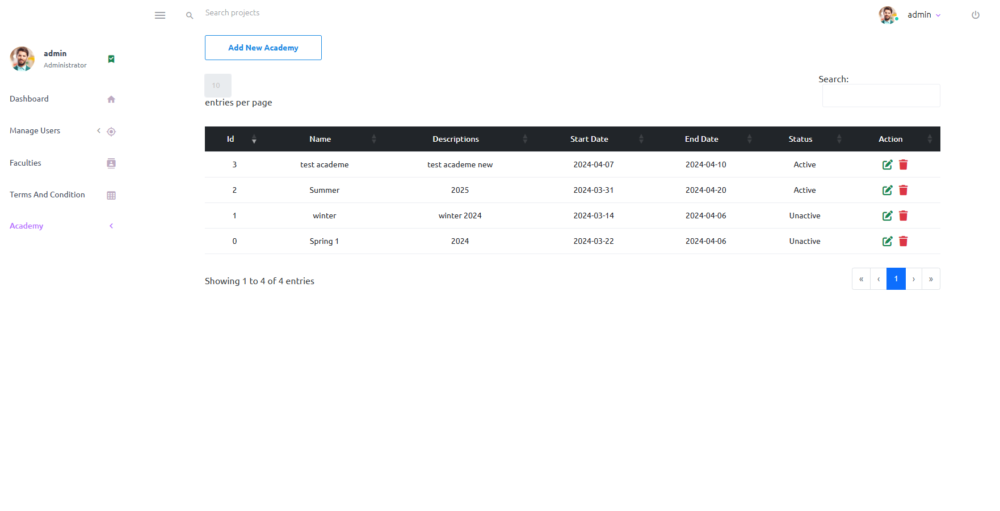 Search projects
admin
admin
Administrator
Dashboard
Manage Users
Faculties
Terms And Condition
Academy
Add New Academy
10
entries per page
Search:
Id Name Descriptions Start Date End Date Status Action
3 test academe test academe new 2024-04-07 2024-04-10 Active
2 Summer 2025 2024-03-31 2024-04-20 Active
1 winter winter 2024 2024-03-14 2024-04-06 Unactive
0 Spring 1 2024 2024-03-22 2024-04-06 Unactive
Showing 1 to 4 of 4 entries
« ‹ 1 › »